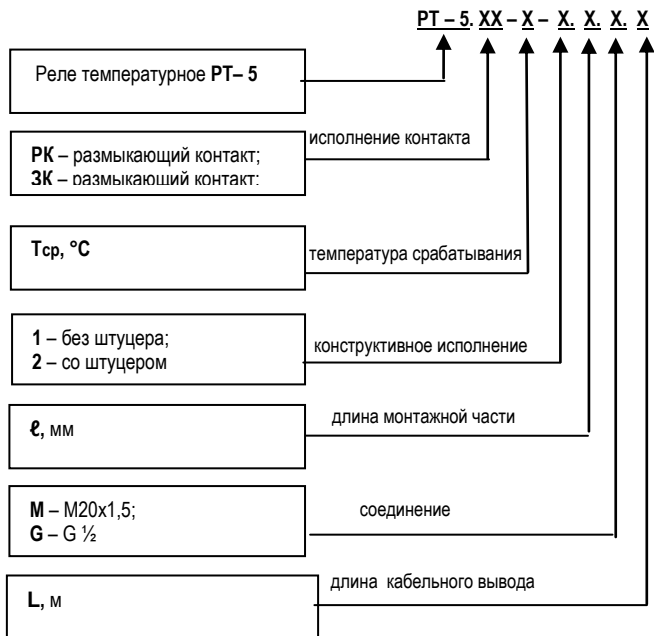 РТ – 5. ХХ – Х – Х. Х. Х. Х
Реле температурное РТ– 5
исполнение контакта
РК – размыкающий контакт;
ЗК – размыкающий контакт;
температура срабатывания
Тср, °С
конструктивное исполнение
1 – без штуцера;
2 – со штуцером
длина монтажной части
ℓ, мм
соединение
М – М20х1,5;
G – G ½
длина кабельного вывода
L, м